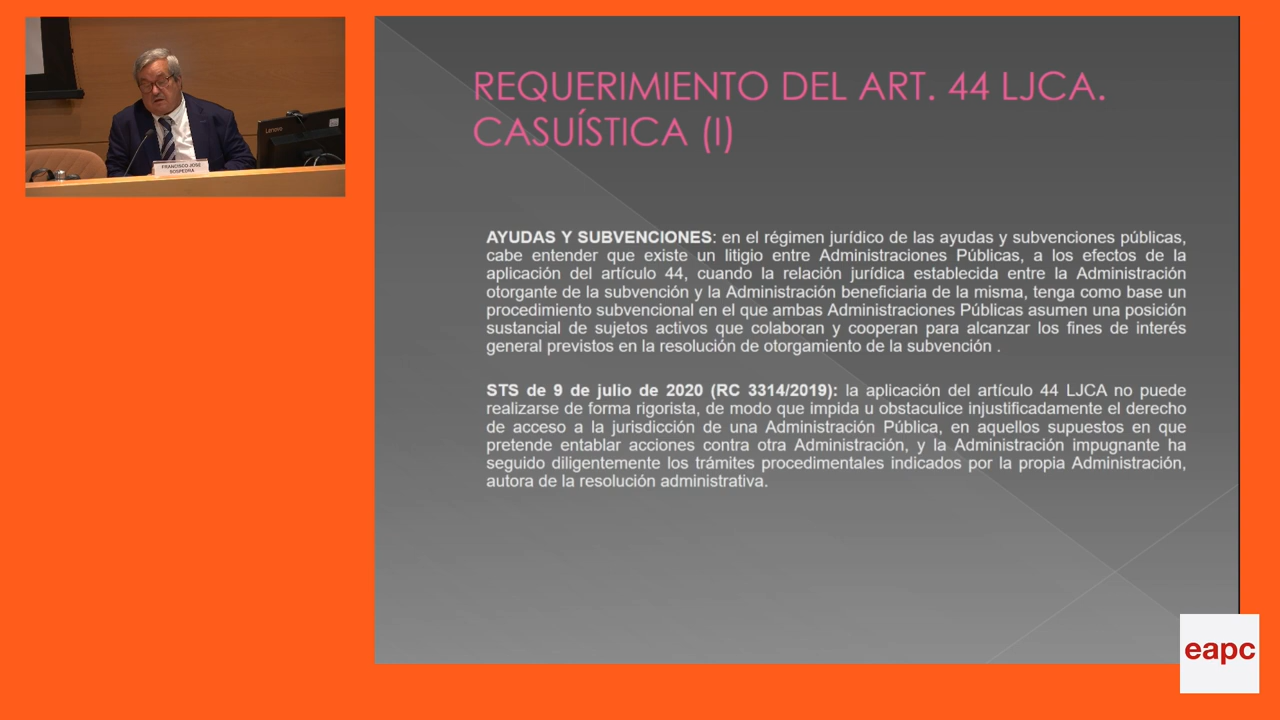 REQUERIMIENTO DEL ART. 44 LJCA.
CASUÍSTICA (I)
AYUDAS Y SUBVENCIONES: en el régimen jurídico de las ayudas y subvenciones públicas,
cabe entender que existe un litigio entre Administraciones Públicas, a los efectos de la
aplicación del artículo 44, cuando la relación jurídica establecida entre la Administración
otorgante de la subvención y la Administración beneficiaria de la misma, tenga como base un
procedimiento subvencional en el que ambas Administraciones Públicas asumen una posición
sustancial de sujetos activos que colaboran y cooperan para alcanzar los fines de interés
general previstos en la resolución de otorgamiento de la subvención .
STS de 9 de julio de 2020 (RC 3314/2019): la aplicación del artículo 44 LJCA no puede
realizarse de forma rigorista, de modo que impida u obstaculice injustificadamente el derecho
de acceso a la jurisdicción de una Administración Pública, en aquellos supuestos en que
pretende entablar acciones contra otra Administración, y la Administración impugnante ha
seguido diligentemente los trámites procedimentales indicados por la propia Administración,
autora de la resolución administrativa.
FRANCISCO JOSÉ
SOSPEDRA
Lenovo
eapc